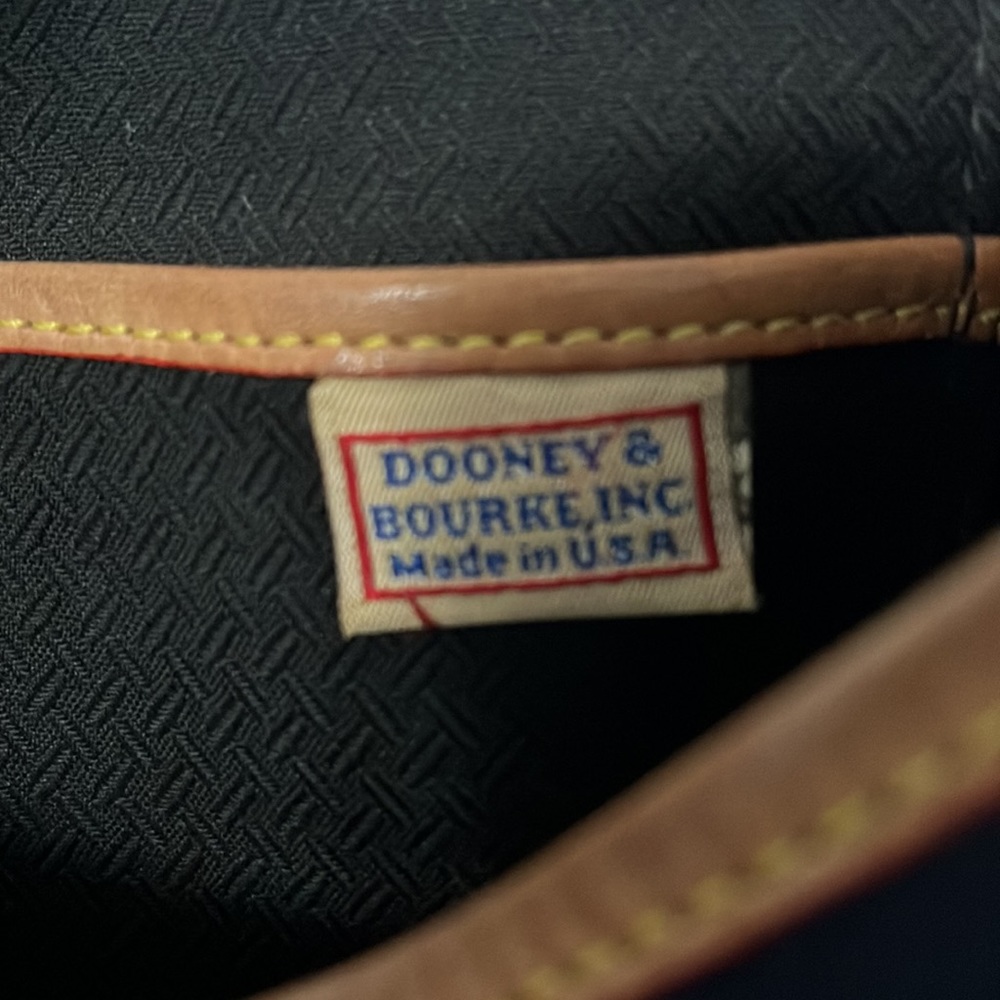 DOONEY &
BOURKE, INC.
Made in U.S.A.